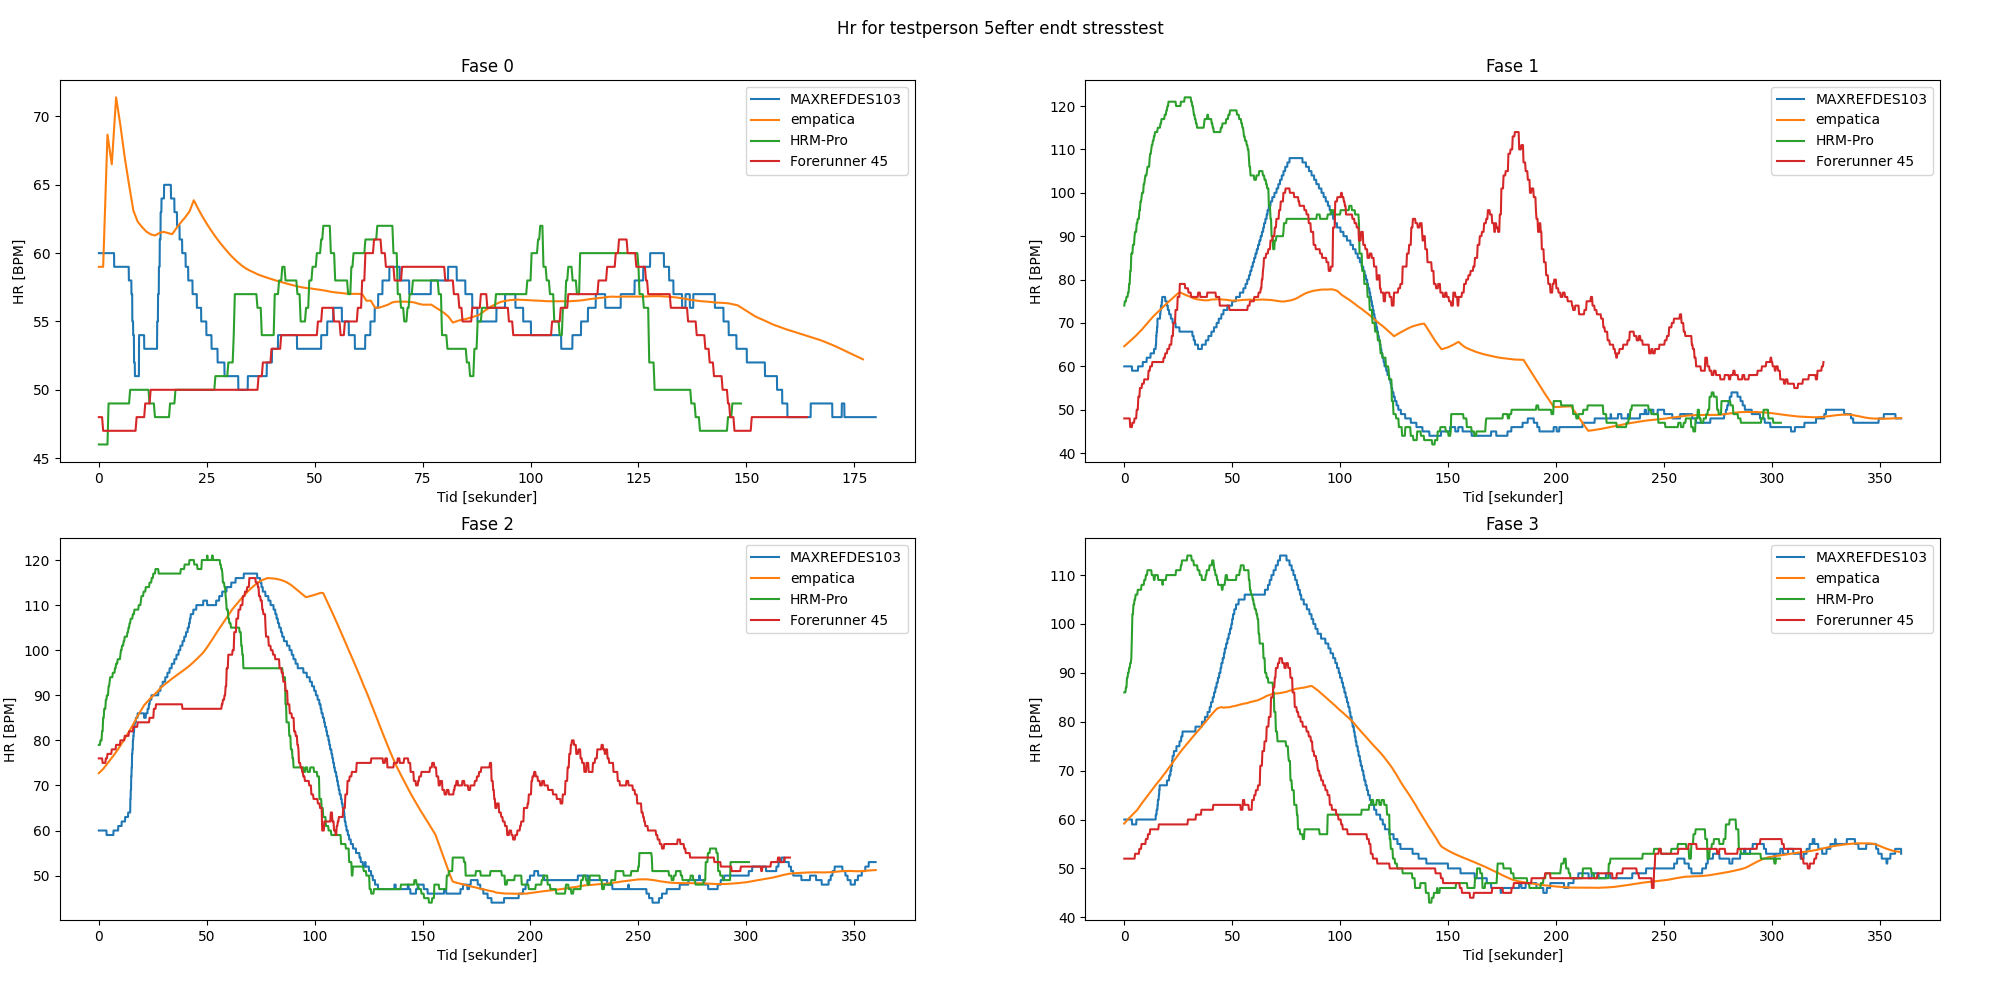 Hr for testperson 5efter endt stresstest
Fase 0
HR [BPM]
70
65
60
55
50
45
0 25 50 75 100 125 150 175
Tid [sekunder]
MAXREFDES103
empatica
HRM-Pro
Forerunner 45
Fase 1
HR [BPM]
120
110
100
90
80
70
60
50
40
0 50 100 150 200 250 300 350
Tid [sekunder]
MAXREFDES103
empatica
HRM-Pro
Forerunner 45
Fase 2
HR [BPM]
120
110
100
90
80
70
60
50
0 50 100 150 200 250 300 350
Tid [sekunder]
MAXREFDES103
empatica
HRM-Pro
Forerunner 45
Fase 3
HR [BPM]
110
100
90
80
70
60
50
40
0 50 100 150 200 250 300 350
Tid [sekunder]
MAXREFDES103
empatica
HRM-Pro
Forerunner 45